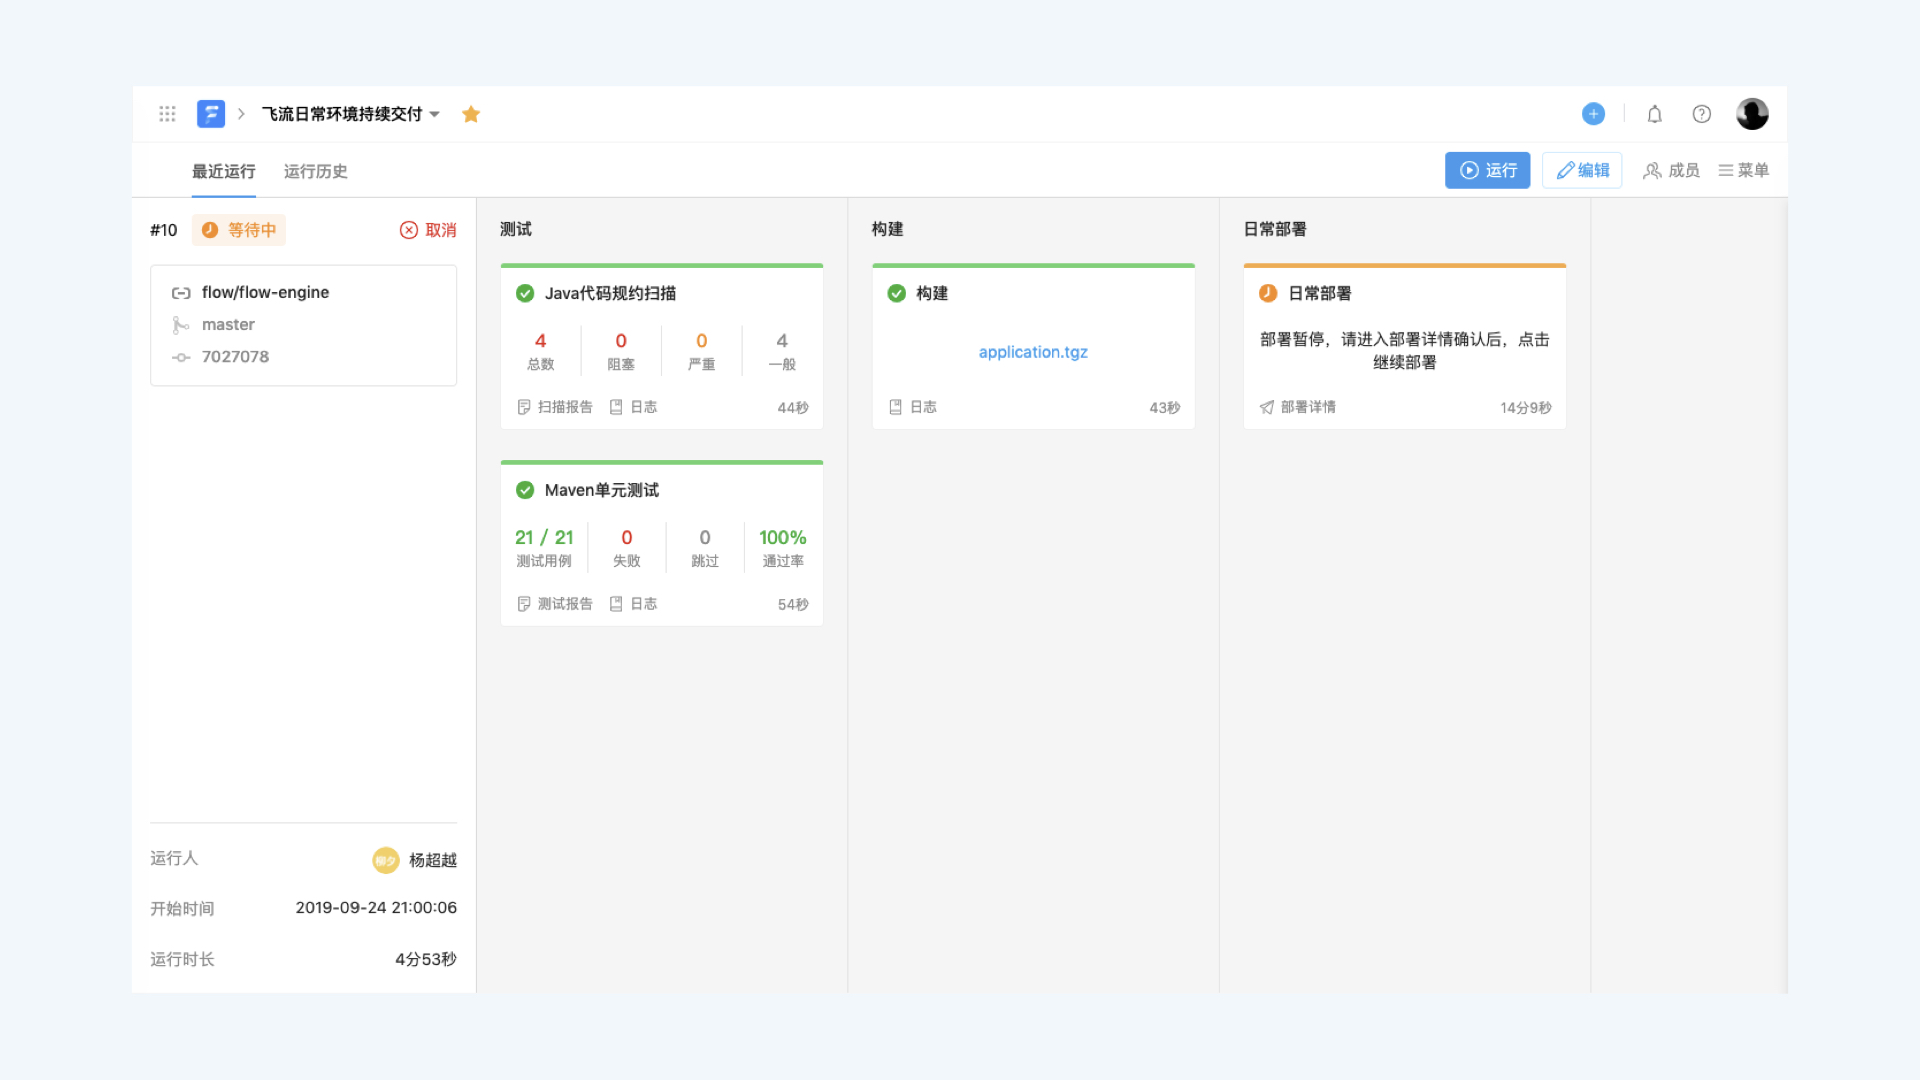 飞流日常环境持续交付
最近运行 运行历史
运行 编辑 成员 菜单
#10 等待中 取消
flow/flow-engine
master
7027078
运行人 柳夕 杨超越
开始时间 2019-09-24 21:00:06
运行时长 4分53秒
测试
Java代码规约扫描
4 0 0 4
总数 阻塞 严重 一般
扫描报告 日志 44秒
Maven单元测试
21 / 21 0 0 100%
测试用例 失败 跳过 通过率
测试报告 日志 54秒
构建
构建
application.tgz
日志 43秒
日常部署
日常部署
部署暂停，请进入部署详情确认后，点击
继续部署
部署详情 14分9秒